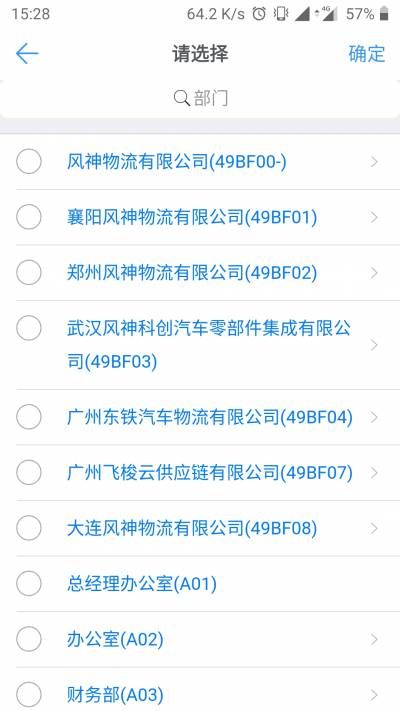 15:28 64.2 K/s 4G 57%
请选择 确定
部门
风神物流有限公司(49BF00-)
襄阳风神物流有限公司(49BF01)
郑州风神物流有限公司(49BF02)
武汉风神科创汽车零部件集成有限公
司(49BF03)
广州东铁汽车物流有限公司(49BF04)
广州飞梭云供应链有限公司(49BF07)
大连风神物流有限公司(49BF08)
总经理办公室(A01)
办公室(A02)
财务部(A03)